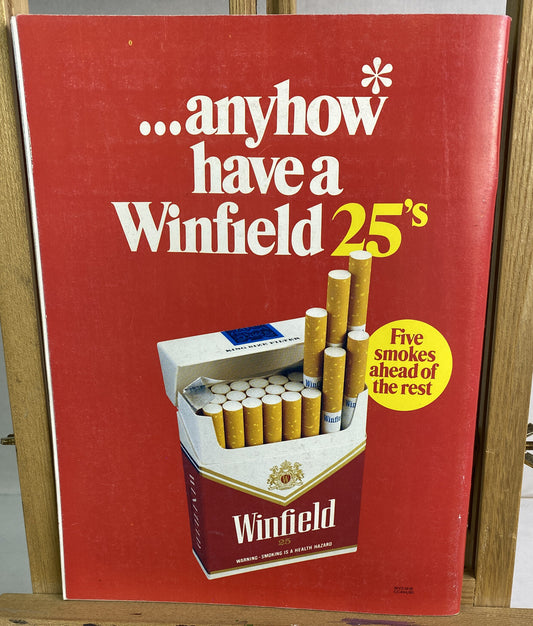 ...anyhow*
have a
Winfield 25's
Five
smokes
ahead of
the rest
KING SIZE FILTER
Winfield
25
WARNING - SMOKING IS A HEALTH HAZARD